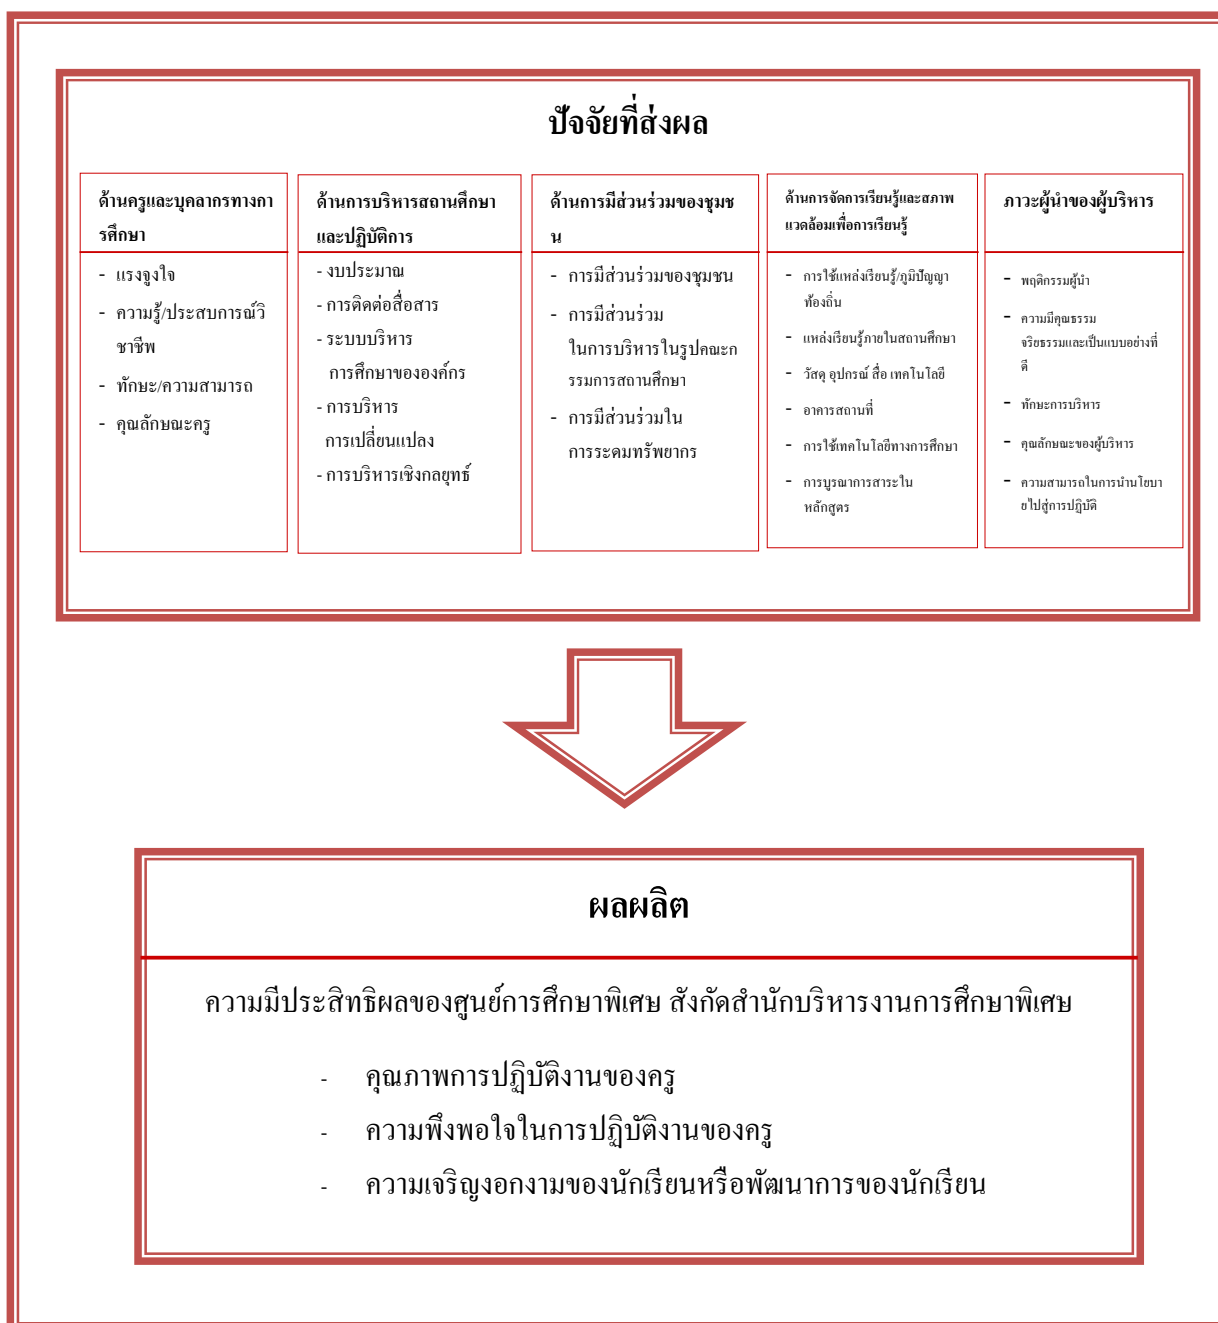 ปัจจัยที่ส่งผล
ด้านครูและบุคลากรทางกา
รศึกษา
- แรงจูงใจ
- ความรู้/ประสบการณ์วิ
ชาชีพ
- ทักษะ/ความสามารถ
- คุณลักษณะครู
ด้านการบริหารสถานศึกษา
และปฏิบัติการ
- งบประมาณ
- การติดต่อสื่อสาร
- ระบบบริหาร
การศึกษาขององค์กร
- การบริหาร
การเปลี่ยนแปลง
- การบริหารเชิงกลยุทธ์
ด้านการมีส่วนร่วมของชุมช
น
- การมีส่วนร่วมของชุมชน
- การมีส่วนร่วม
ในการบริหารในรูปคณะก
รรมการสถานศึกษา
- การมีส่วนร่วมใน
การระดมทรัพยากร
ด้านการจัดการเรียนรู้และสภาพ
แวดล้อมเพื่อการเรียนรู้
- การใช้แหล่งเรียนรู้/ภูมิปัญญา
ท้องถิ่น
- แหล่งเรียนรู้ภายในสถานศึกษา
- วัสดุ อุปกรณ์ สื่อ เทคโนโลยี
- อาคารสถานที่
- การใช้เทคโนโลยีทางการศึกษา
- การบูรณาการสาระใน
หลักสูตร
ภาวะผู้นำของผู้บริหาร
- พฤติกรรมผู้นำ
- ความมีคุณธรรม
จริยธรรมและเป็นแบบอย่างที่
ดี
- ทักษะการบริหาร
- คุณลักษณะของผู้บริหาร
- ความสามารถในการนำนโยบา
ยไปสู่การปฏิบัติ
ผลผลิต
ความมีประสิทธิผลของศูนย์การศึกษาพิเศษ สังกัดสำนักบริหารงานการศึกษาพิเศษ
- คุณภาพการปฏิบัติงานของครู
- ความพึงพอใจในการปฏิบัติงานของครู
- ความเจริญงอกงามของนักเรียนหรือพัฒนาการของนักเรียน